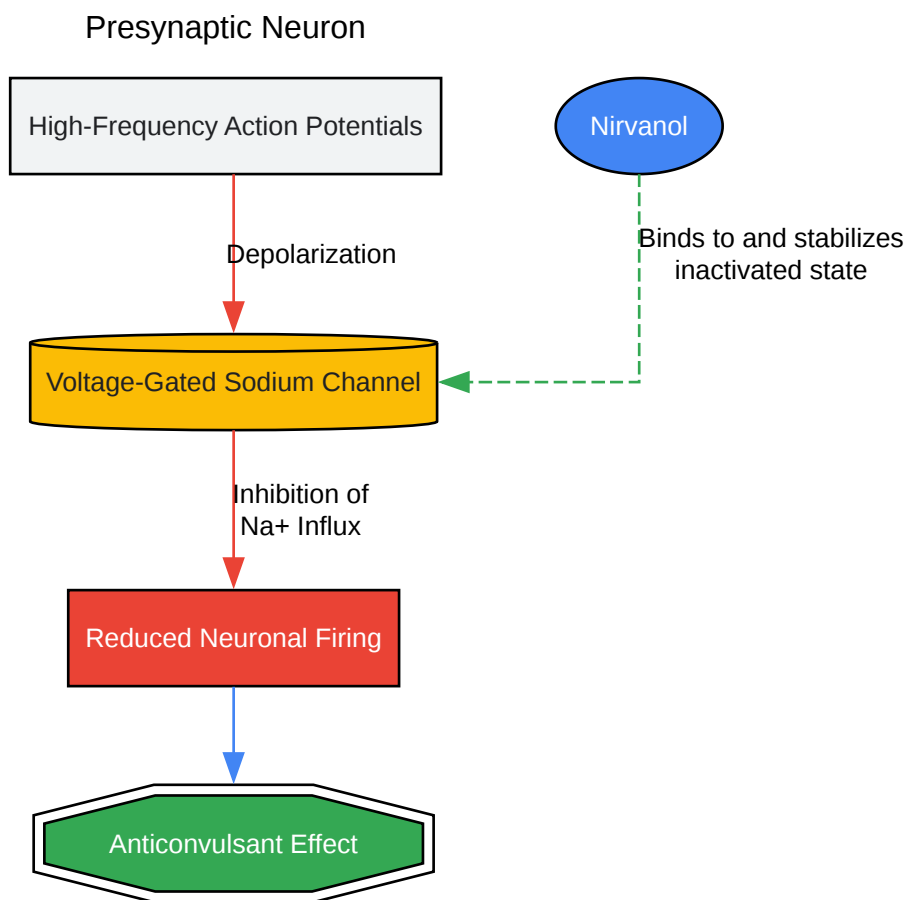 Presynaptic Neuron
High-Frequency Action Potentials
Nirvanol
Depolarization
Binds to and stabilizes
inactivated state
Voltage-Gated Sodium Channel
Inhibition of
Na+ Influx
Reduced Neuronal Firing
Anticonvulsant Effect